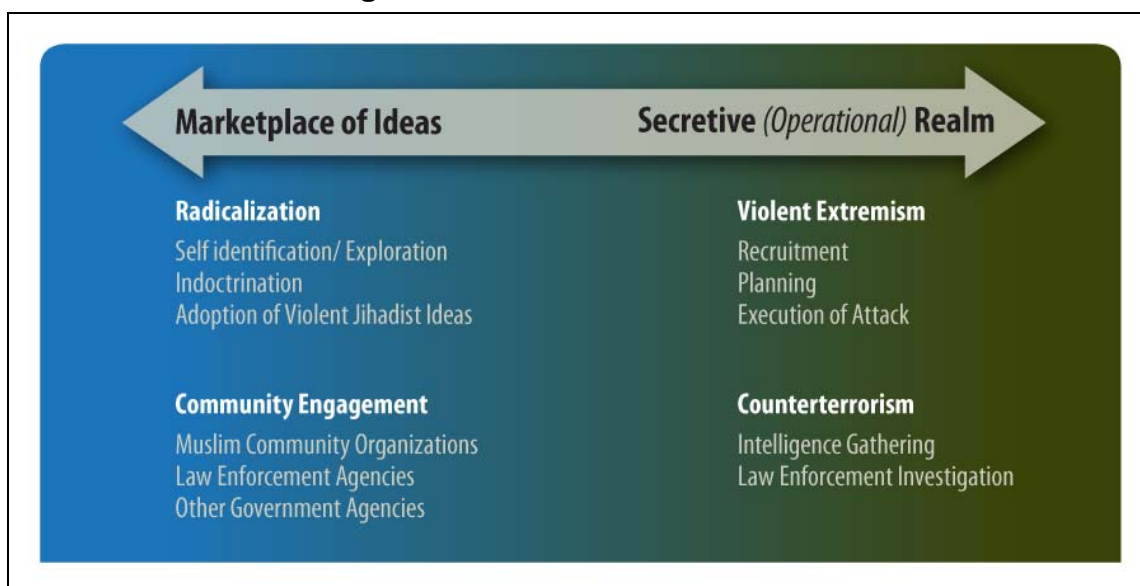 Marketplace of Ideas
Secretive (Operational) Realm
Radicalization
Self identification/ Exploration
Indoctrination
Adoption of Violent Jihadist Ideas
Violent Extremism
Recruitment
Planning
Execution of Attack
Community Engagement
Muslim Community Organizations
Law Enforcement Agencies
Other Government Agencies
Counterterrorism
Intelligence Gathering
Law Enforcement Investigation